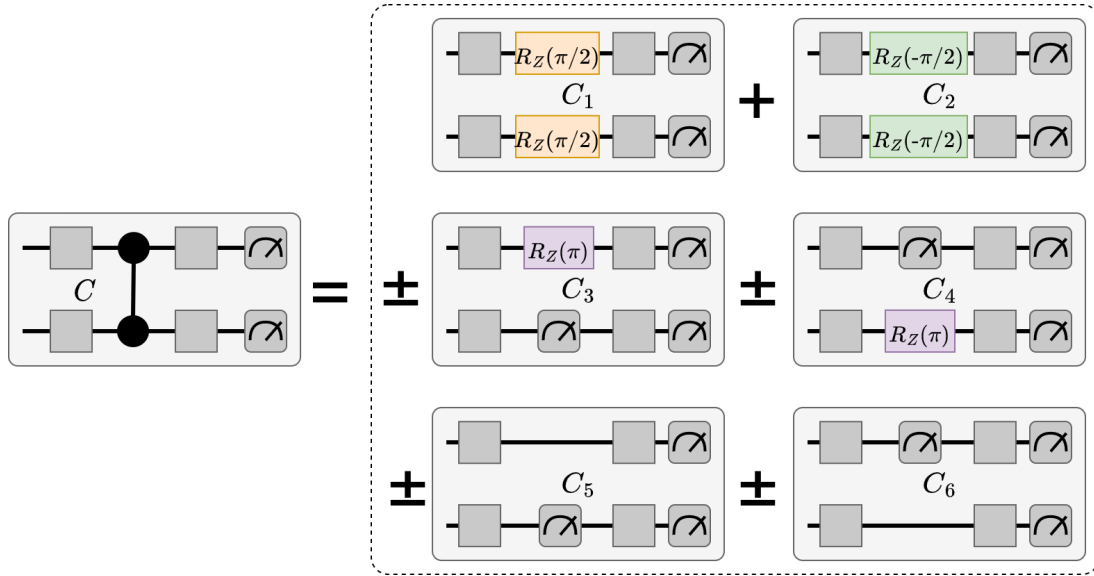 R_Z(π/2)
C_1
R_Z(π/2)
+
R_Z(-π/2)
C_2
R_Z(-π/2)
C
=
±
R_Z(π)
C_3
±
C_4
R_Z(π)
±
C_5
±
C_6